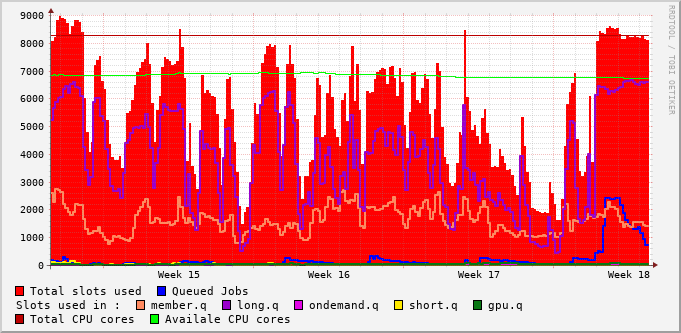 9000
8000
7000
6000
5000
4000
3000
2000
1000
0
Week 15 Week 16 Week 17 Week 18
RRDTOOL / TOBI OETIKER
Total slots used Queued Jobs
Slots used in : member.q long.q ondemand.q short.q gpu.q
Total CPU cores Availale CPU cores